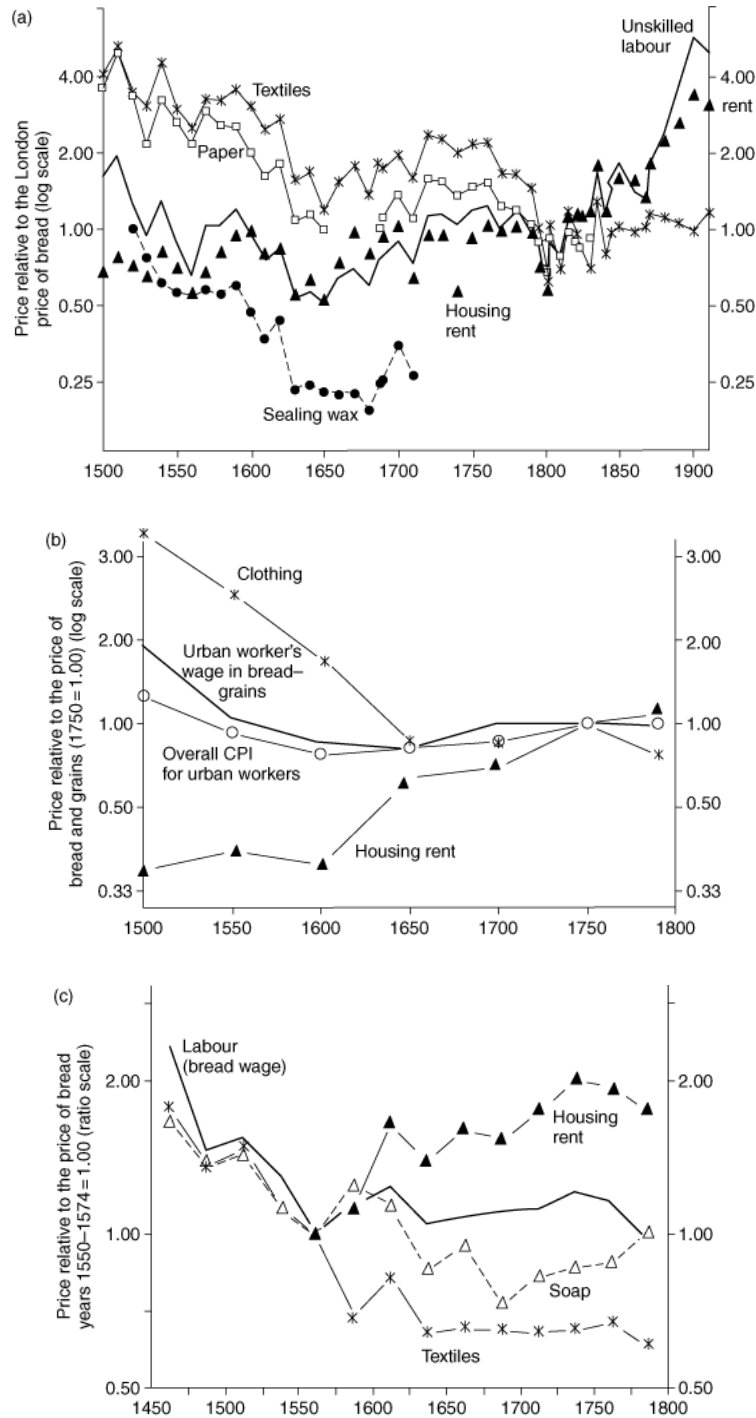 (a)
Unskilled
labour
rent
Textiles
Paper
Housing
rent
Sealing wax
Price relative to the London
price of bread (log scale)
4.00
2.00
1.00
0.50
0.25
4.00
2.00
1.00
0.50
0.25
1500 1550 1600 1650 1700 1750 1800 1850 1900
(b)
Clothing
Urban worker's
wage in bread–
grains
Overall CPI
for urban workers
Housing rent
Price relative to the price of
bread and grains (1750 = 1.00) (log scale)
3.00
2.00
1.00
0.50
0.33
3.00
2.00
1.00
0.50
0.33
1500 1550 1600 1650 1700 1750 1800
(c)
Labour
(bread wage)
Housing
rent
Soap
Textiles
Price relative to the price of bread
years 1550–1574 = 1.00 (ratio scale)
2.00
1.00
0.50
2.00
1.00
0.50
1450 1500 1550 1600 1650 1700 1750 1800